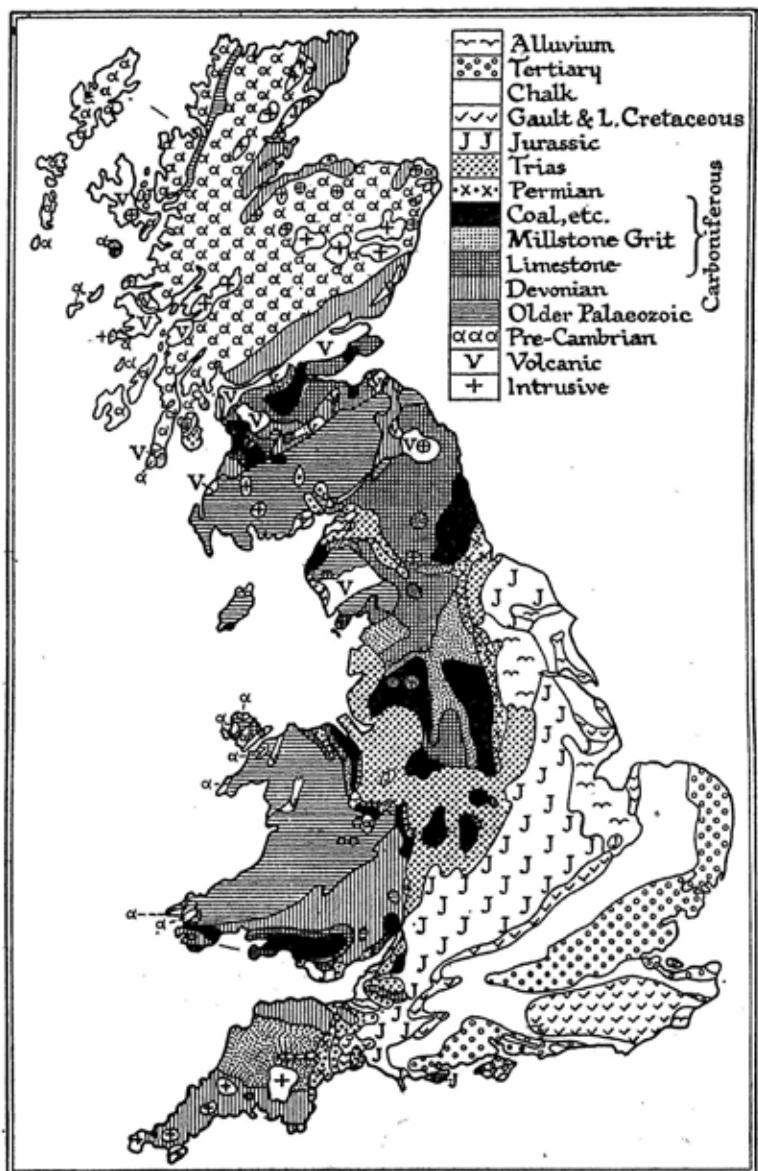 Alluvium
Tertiary
Chalk
Gault & L. Cretaceous
J J Jurassic
Trias
Permian
Coal, etc.
Millstone Grit
Limestone
Carboniferous
Devonian
Older Palaeozoic
ααα Pre-Cambrian
V Volcanic
+ Intrusive